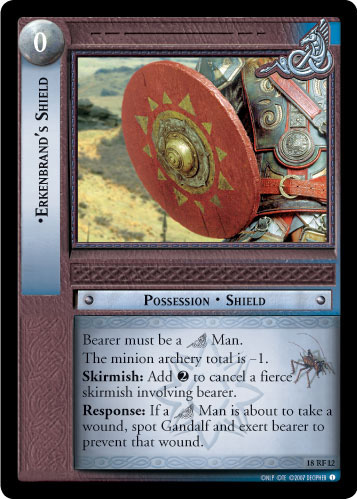 0
•Erkenbrand's Shield
Possession • Shield
Bearer must be a Man.
The minion archery total is –1.
Skirmish: Add 2 to cancel a fierce
skirmish involving bearer.
Response: If a Man is about to take a
wound, spot Gandalf and exert bearer to
prevent that wound.
18 RF 12
©NLP